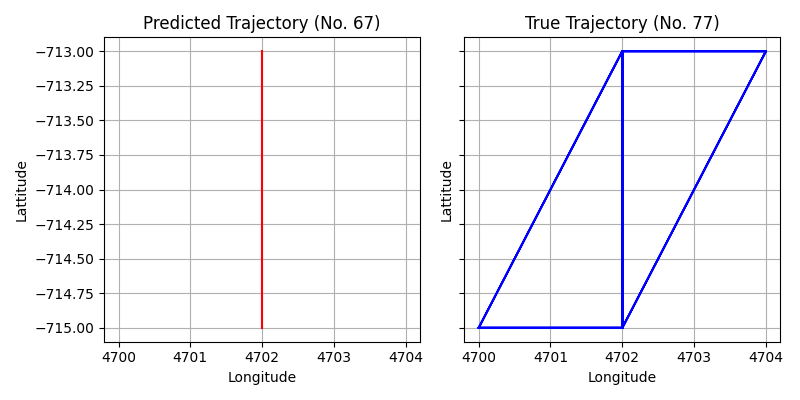 Predicted Trajectory (No. 67)
True Trajectory (No. 77)
−713.00
−713.25
−713.50
−713.75
−714.00
−714.25
−714.50
−714.75
−715.00
Lattitude
Lattitude
4700 4701 4702 4703 4704
4700 4701 4702 4703 4704
Longitude
Longitude